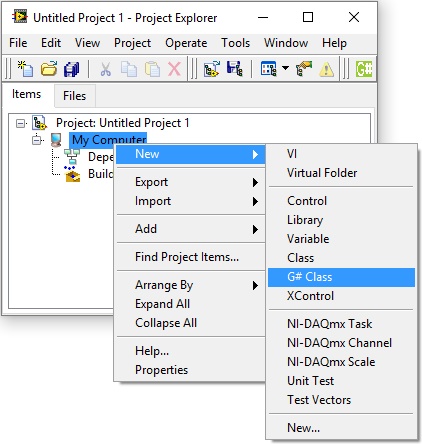 Untitled Project 1 - Project Explorer
File Edit View Project Operate Tools Window Help
G#
Items Files
Project: Untitled Project 1
My Computer
Depe
Build
New
Export
Import
Add
Find Project Items...
Arrange By
Expand All
Collapse All
Help...
Properties
VI
Virtual Folder
Control
Library
Variable
Class
G# Class
XControl
NI-DAQmx Task
NI-DAQmx Channel
NI-DAQmx Scale
Unit Test
Test Vectors
New...